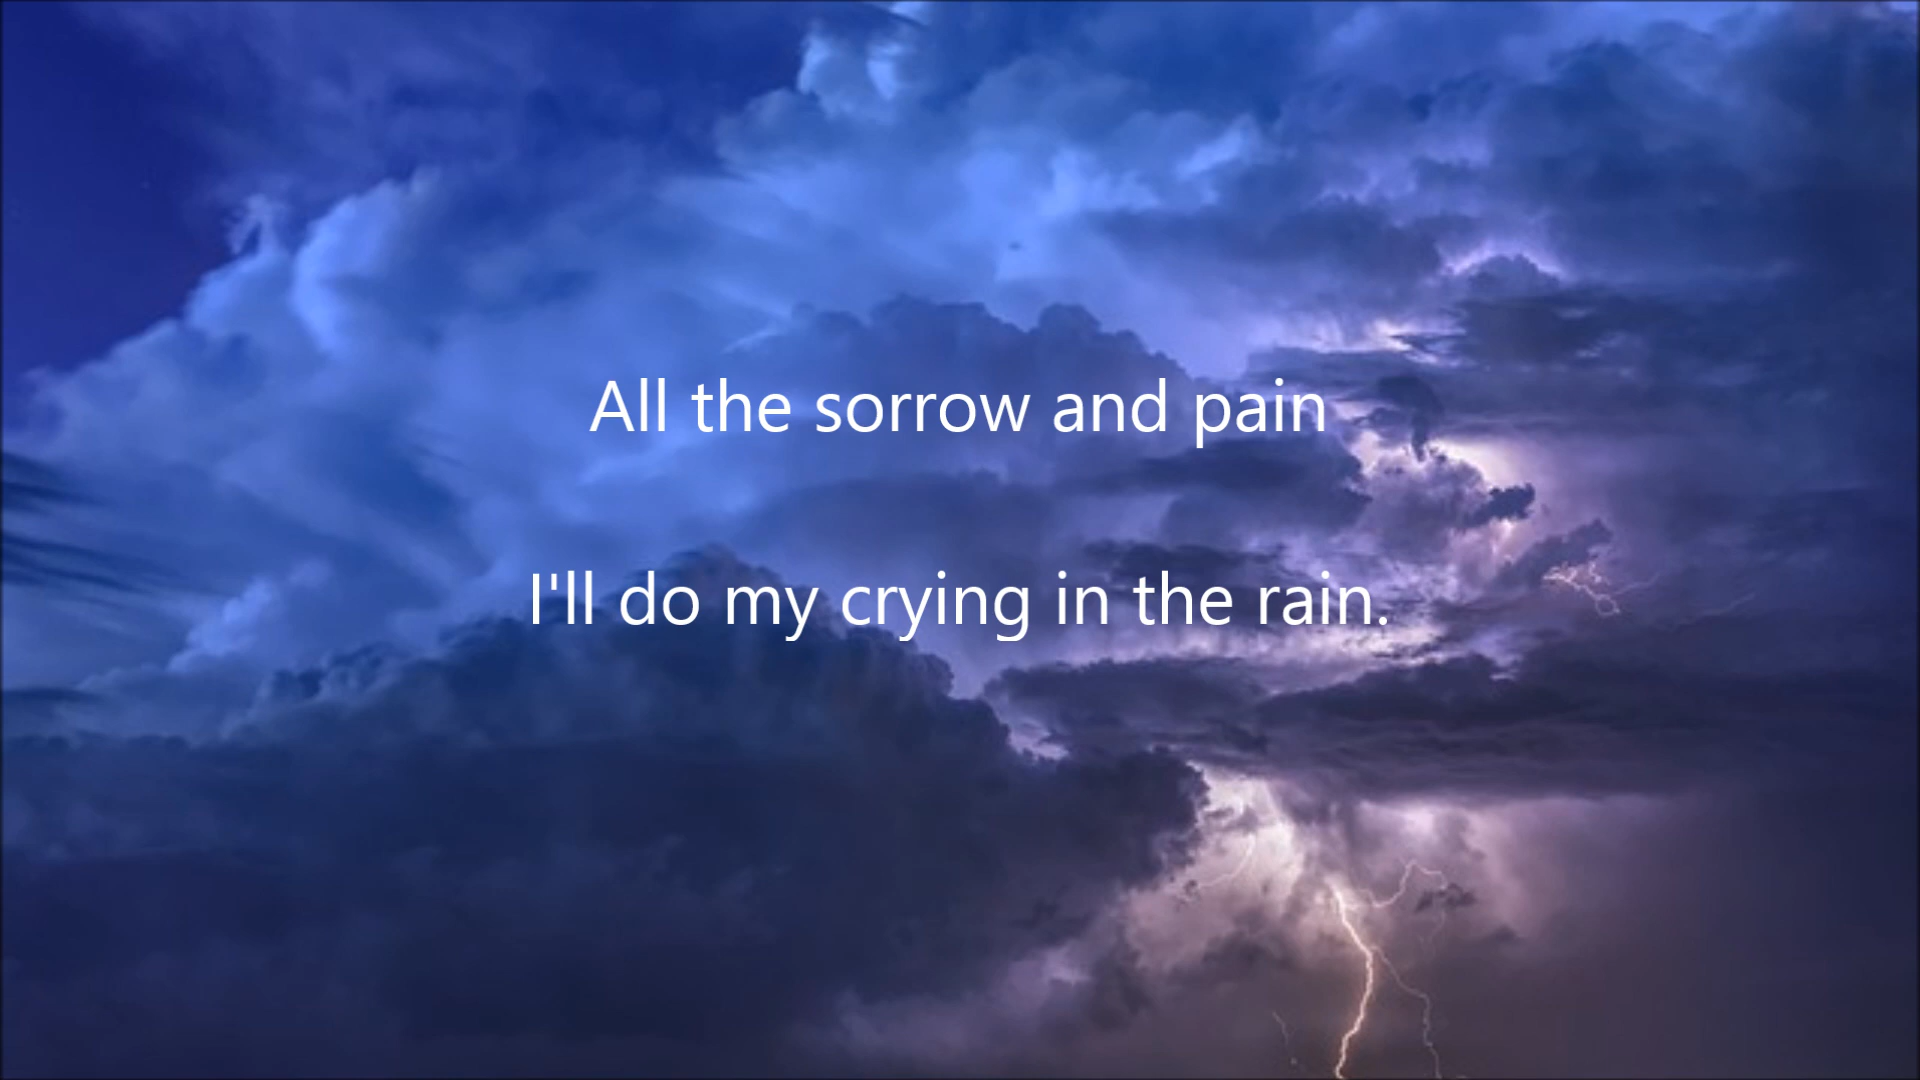 All the sorrow and pain
I'll do my crying in the rain.